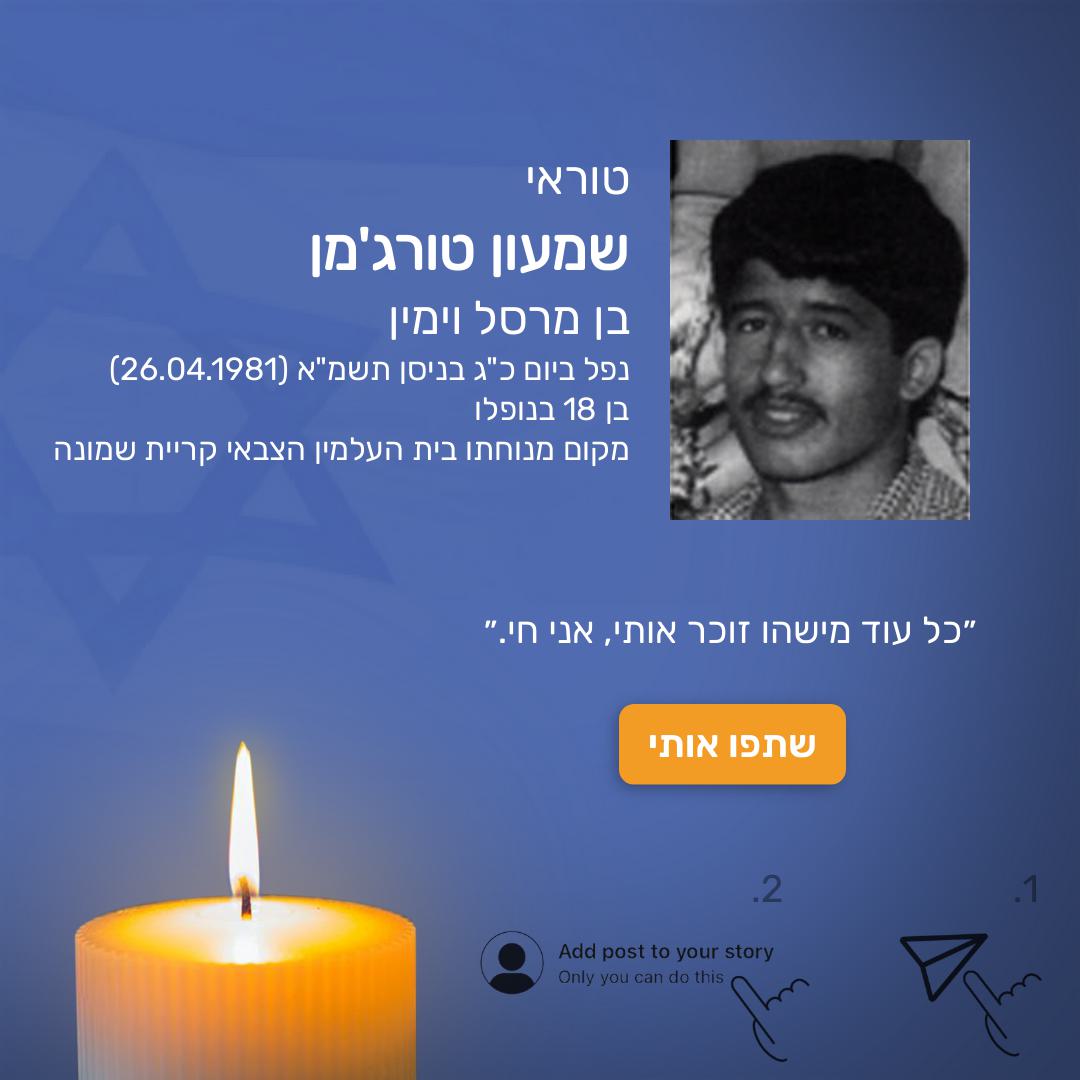 טוראי
שמעון טורג'מן
בן מרסל וימין
נפל ביום כ"ג בניסן תשמ"א (26.04.1981)
בן 18 בנופלו
מקום מנוחתו בית העלמין הצבאי קריית שמונה
״כל עוד מישהו זוכר אותי, אני חי.״
שתפו אותי
1.
2.
Add post to your story
Only you can do this